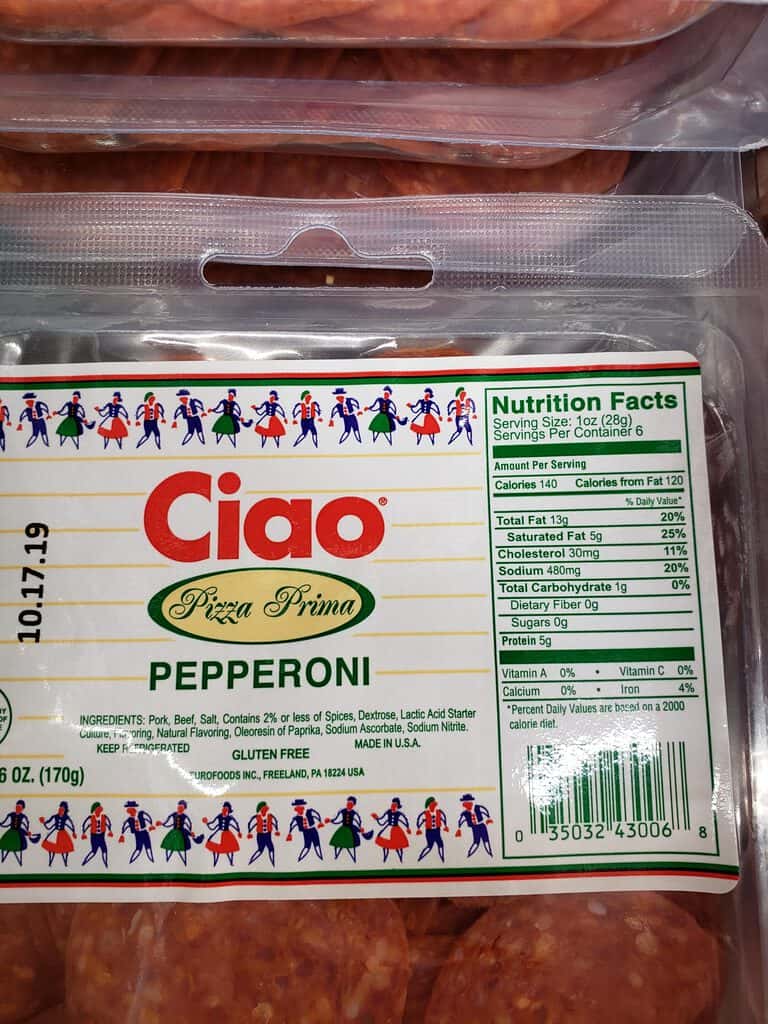 10.17.19
Ciao®
Pizza Prima
PEPPERONI
INGREDIENTS: Pork, Beef, Salt, Contains 2% or less of Spices, Dextrose, Lactic Acid Starter
Culture, Flavoring, Natural Flavoring, Oleoresin of Paprika, Sodium Ascorbate, Sodium Nitrite.
KEEP REFRIGERATED
GLUTEN FREE
MADE IN U.S.A.
6 OZ. (170g)
EUROFOODS INC., FREELAND, PA 18224 USA
Nutrition Facts
Serving Size: 1oz (28g)
Servings Per Container 6
Amount Per Serving
Calories 140 Calories from Fat 120
% Daily Value*
Total Fat 13g 20%
Saturated Fat 5g 25%
Cholesterol 30mg 11%
Sodium 480mg 20%
Total Carbohydrate 1g 0%
Dietary Fiber 0g
Sugars 0g
Protein 5g
Vitamin A 0% • Vitamin C 0%
Calcium 0% • Iron 4%
*Percent Daily Values are based on a 2000
calorie diet.
0 35032 43006 8